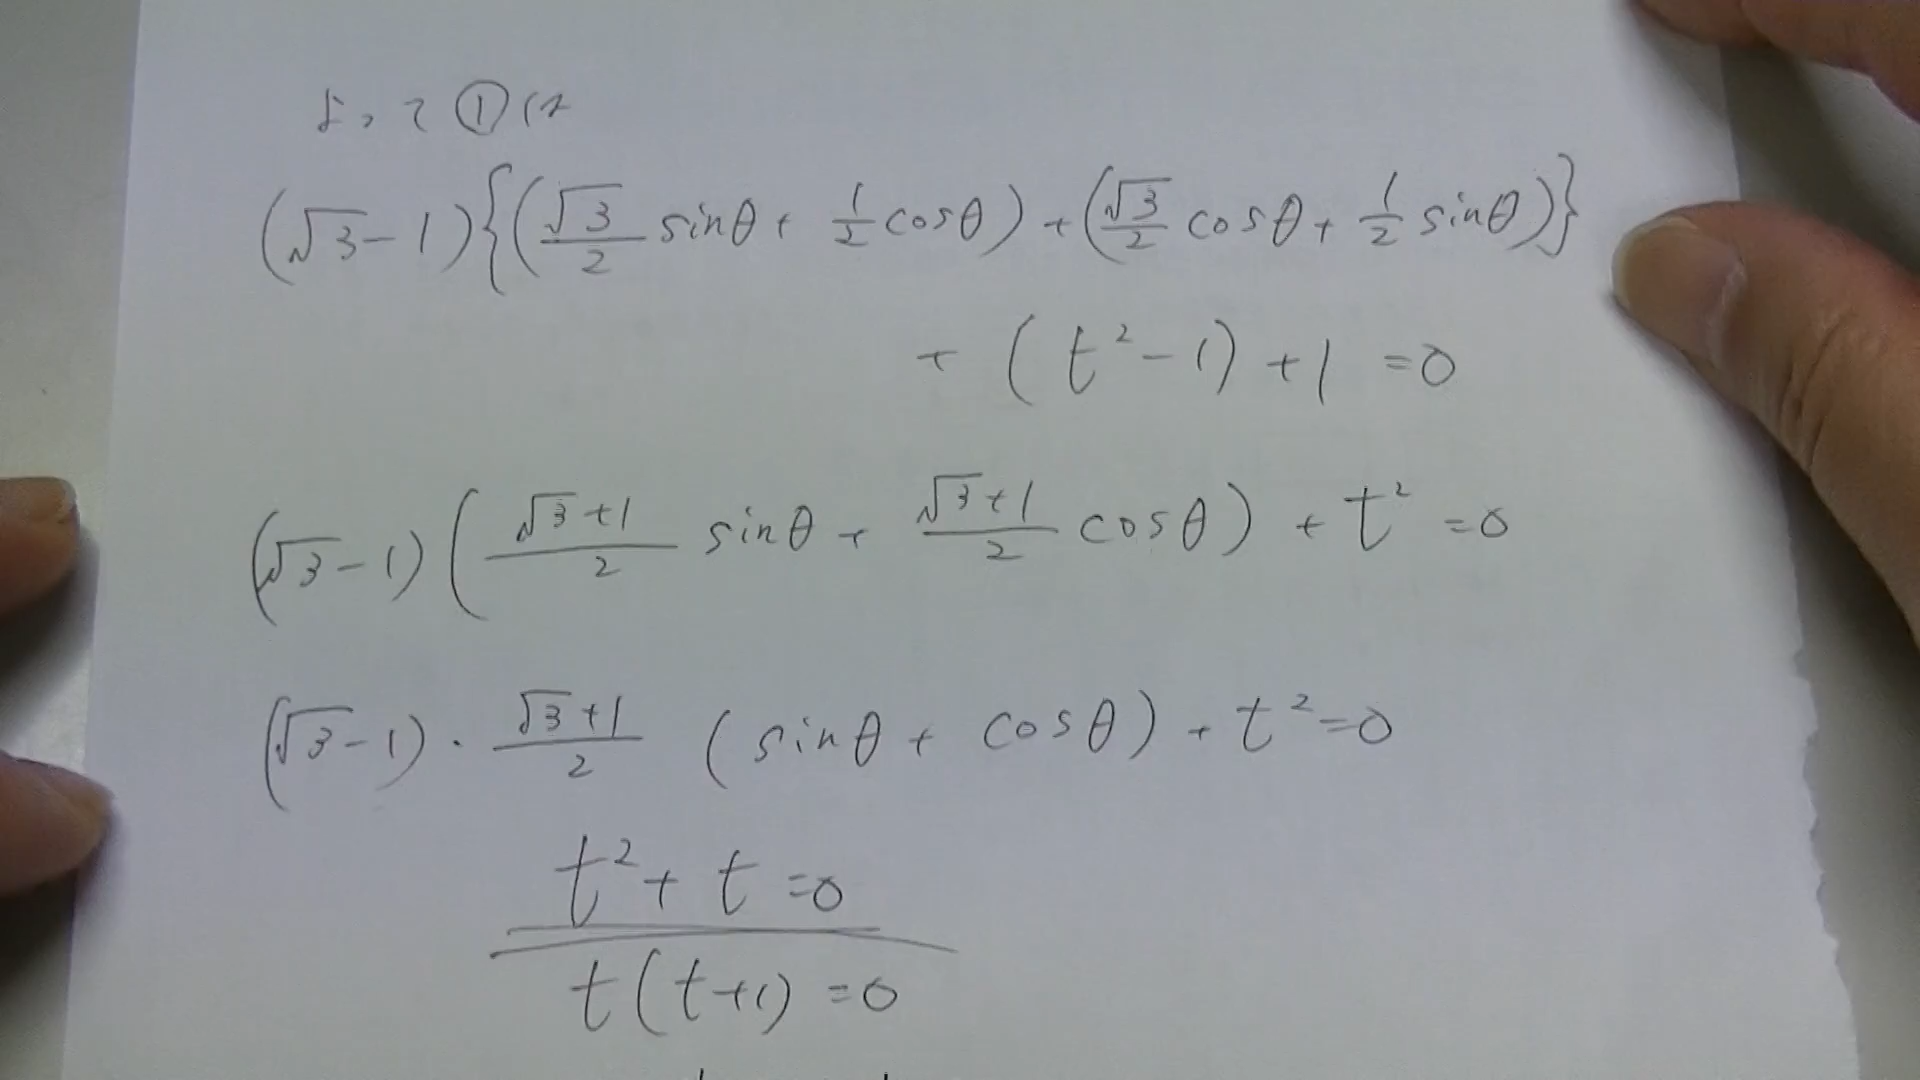 よって①は
(√3-1){(√3/2 sinθ+ 1/2 cosθ)+(√3/2 cosθ+ 1/2 sinθ)}
+(t²-1)+1=0
(√3-1)((√3+1)/2 sinθ+ (√3+1)/2 cosθ)+t²=0
(√3-1)・(√3+1)/2 (sinθ+cosθ)+t²=0
t²+t=0
t(t+1)=0